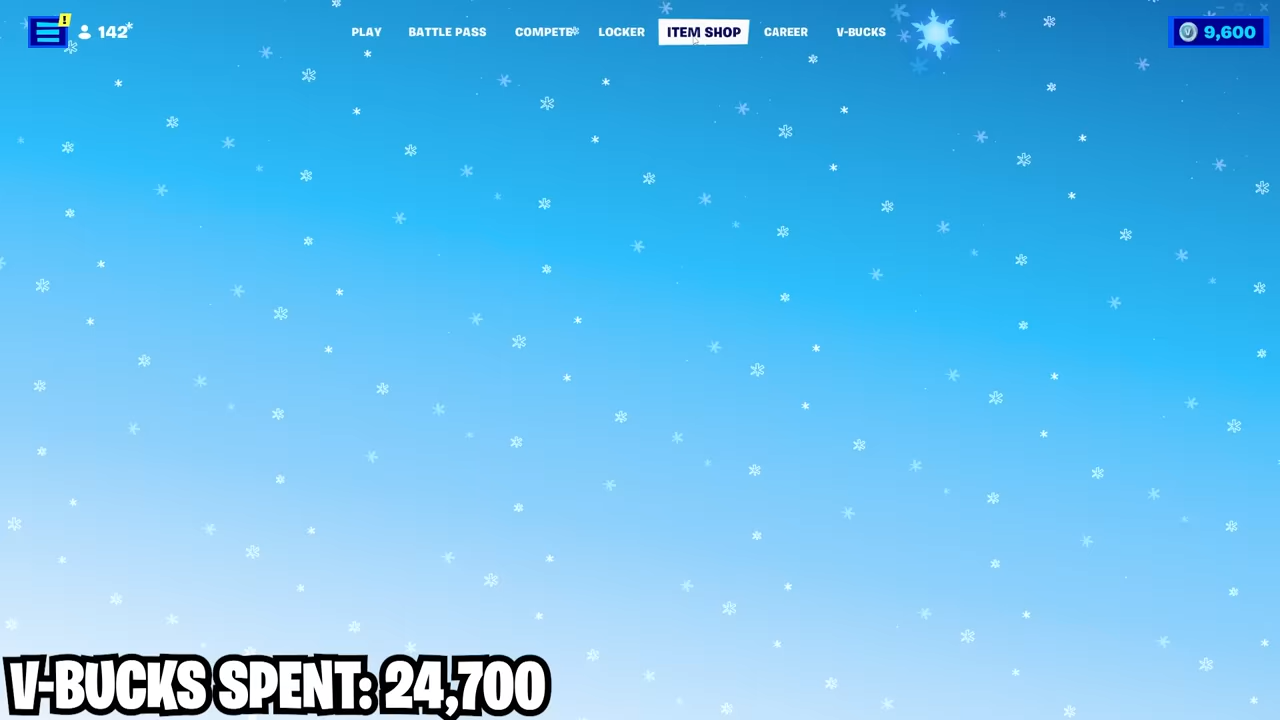 ! 142 PLAY BATTLE PASS COMPETE LOCKER ITEM SHOP CAREER V-BUCKS V 9,600
V-BUCKS SPENT: 24,700